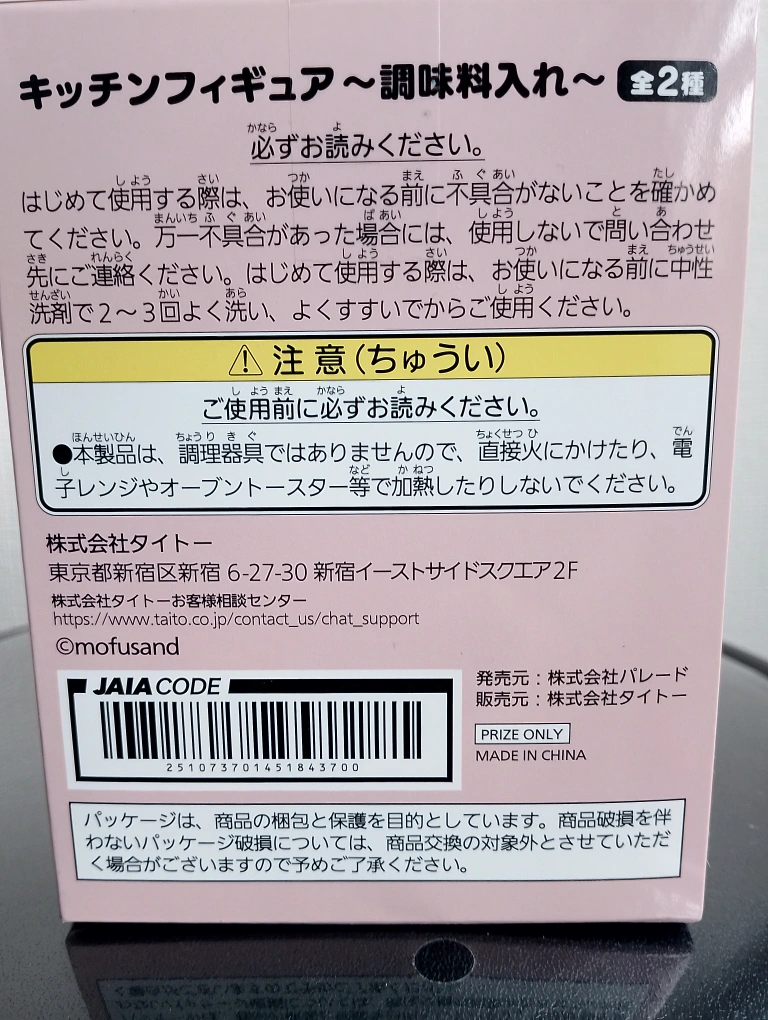 キッチンフィギュア～調味料入れ～ 全2種
必ずお読みください。
はじめて使用する際は、お使いになる前に不具合がないことを確かめ
てください。万一不具合があった場合には、使用しないで問い合わせ
先にご連絡ください。はじめて使用する際は、お使いになる前に中性
洗剤で2～3回よく洗い、よくすすいでからご使用ください。
⚠注意(ちゅうい)
ご使用前に必ずお読みください。
●本製品は、調理器具ではありませんので、直接火にかけたり、電
子レンジやオーブントースター等で加熱したりしないでください。
株式会社タイトー
東京都新宿区新宿 6-27-30 新宿イーストサイドスクエア2F
株式会社タイトーお客様相談センター
https://www.taito.co.jp/contact_us/chat_support
©mofusand
JAIA CODE
251073701451843700
発売元：株式会社パレード
販売元：株式会社タイトー
PRIZE ONLY
MADE IN CHINA
パッケージは、商品の梱包と保護を目的としています。商品破損を伴
わないパッケージ破損については、商品交換の対象外とさせていただ
く場合がございますので予めご了承ください。